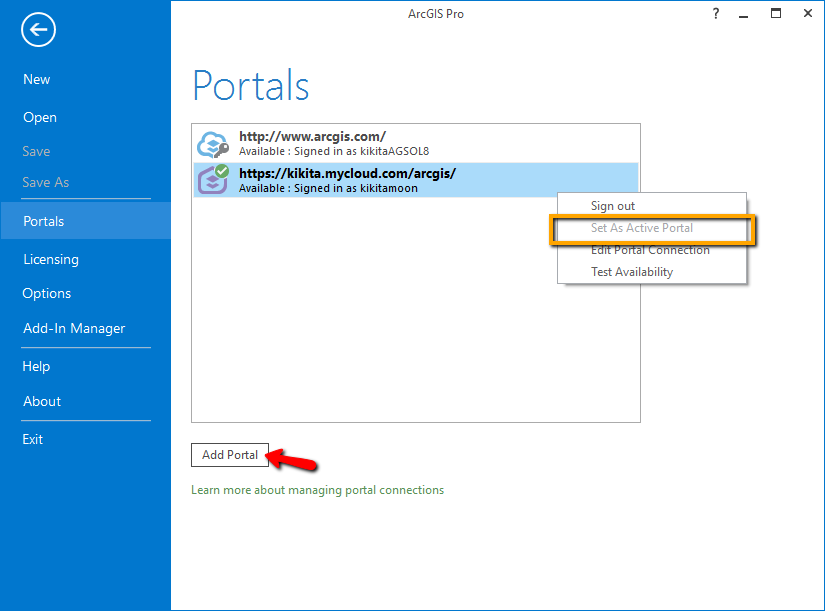 ArcGIS Pro
?
New
Open
Save
Save As
Portals
Licensing
Options
Add-In Manager
Help
About
Exit
Portals
http://www.arcgis.com/
Available : Signed in as kikitaAGSOL8
https://kikita.mycloud.com/arcgis/
Available : Signed in as kikitamoon
Sign out
Set As Active Portal
Edit Portal Connection
Test Availability
Add Portal
Learn more about managing portal connections